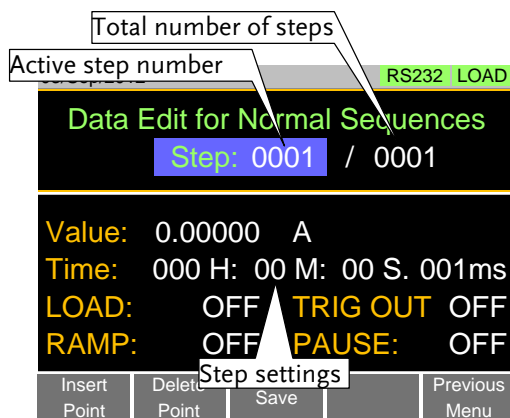 Total number of steps
Active step number
RS232 LOAD
Data Edit for Normal Sequences
Step: 0001 / 0001
Value: 0.00000 A
Time: 000 H: 00 M: 00 S. 001ms
LOAD: OFF TRIG OUT OFF
RAMP: OFF PAUSE: OFF
Step settings
Insert Point
Delete Point
Save
Previous Menu